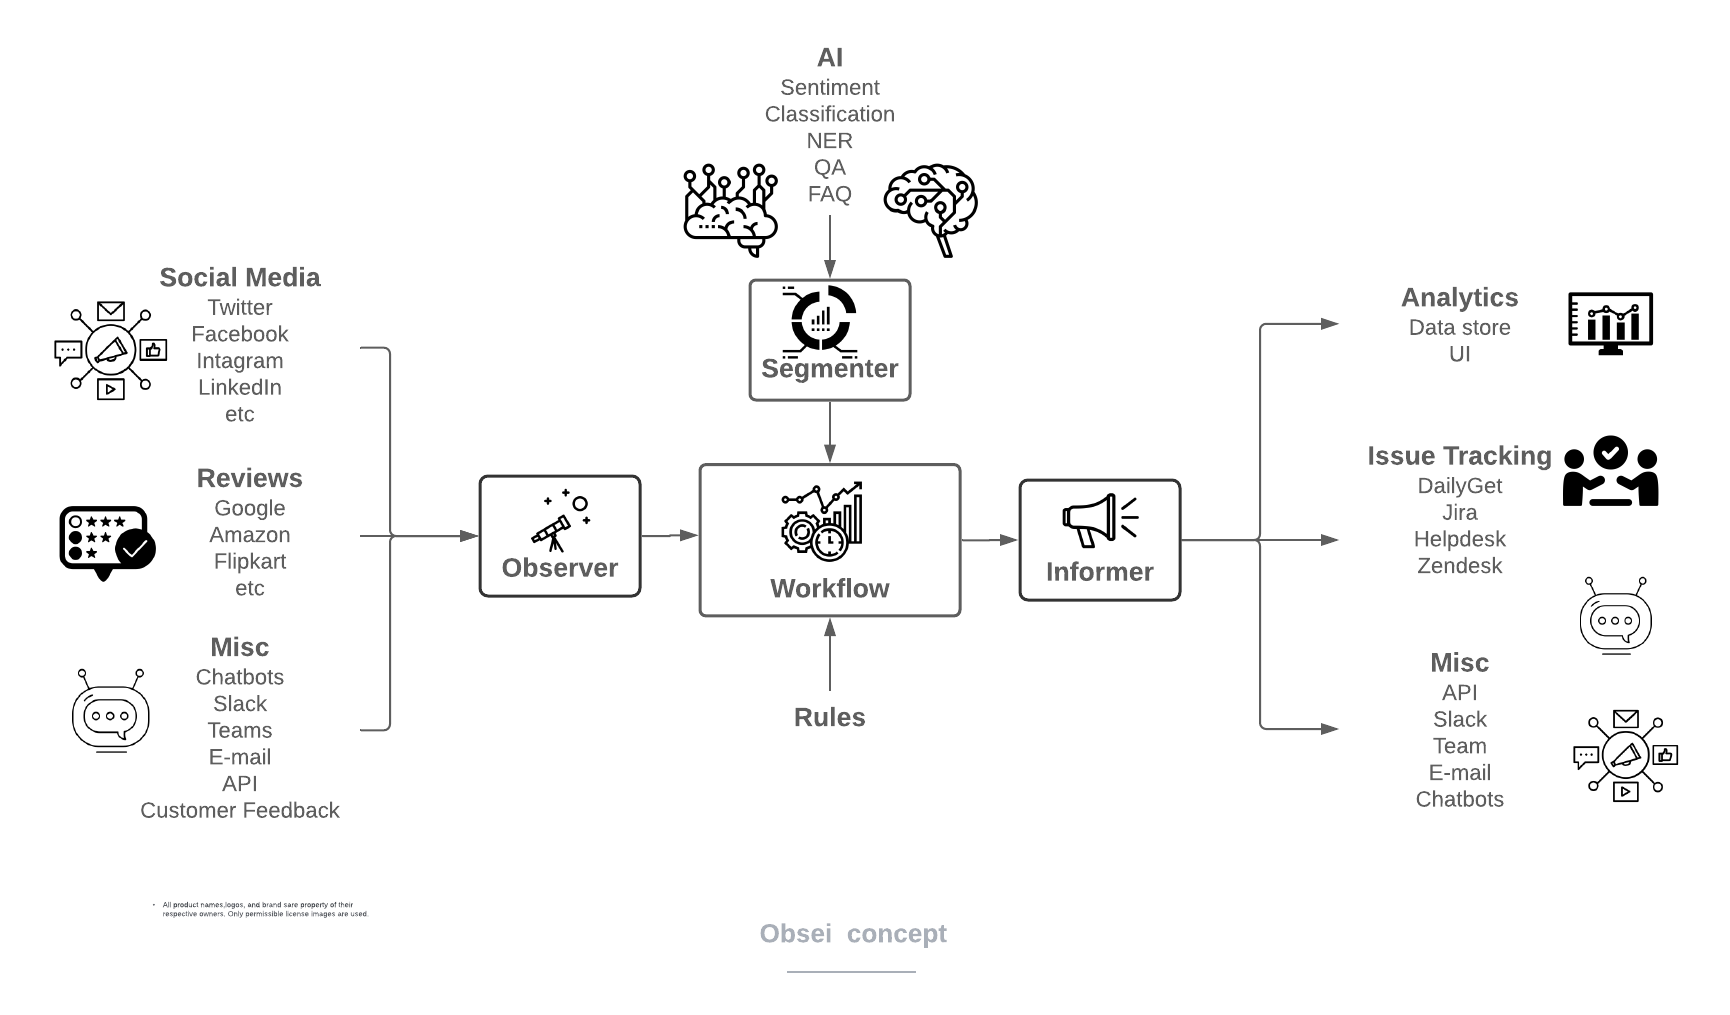 AI
Sentiment
Classification
NER
QA
FAQ
Segmenter
Social Media
Twitter
Facebook
Intagram
LinkedIn
etc
Reviews
Google
Amazon
Flipkart
etc
Misc
Chatbots
Slack
Teams
E-mail
API
Customer Feedback
Observer
Workflow
Rules
Informer
Analytics
Data store
UI
Issue Tracking
DailyGet
Jira
Helpdesk
Zendesk
Misc
API
Slack
Team
E-mail
Chatbots
• All product names,logos, and brand sare property of their
respective owners. Only permissible license images are used.
Obsei concept